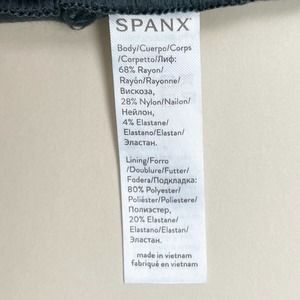 SPANX®
Body/Cuerpo/Corps
/Corpetto/Лиф:
68% Rayon/
Rayón/Rayonne/
Вискоза,
28% Nylon/Nailon/
Нейлон,
4% Elastane/
Elastano/Elastan/
Эластан.
Lining/Forro
/Doublure/Futter/
Fodera/Подкладка:
80% Polyester/
Poliéster/Poliestere/
Полиэстер,
20% Elastane/
Elastano/Elastan/
Эластан.
made in vietnam
fabriqué en vietnam